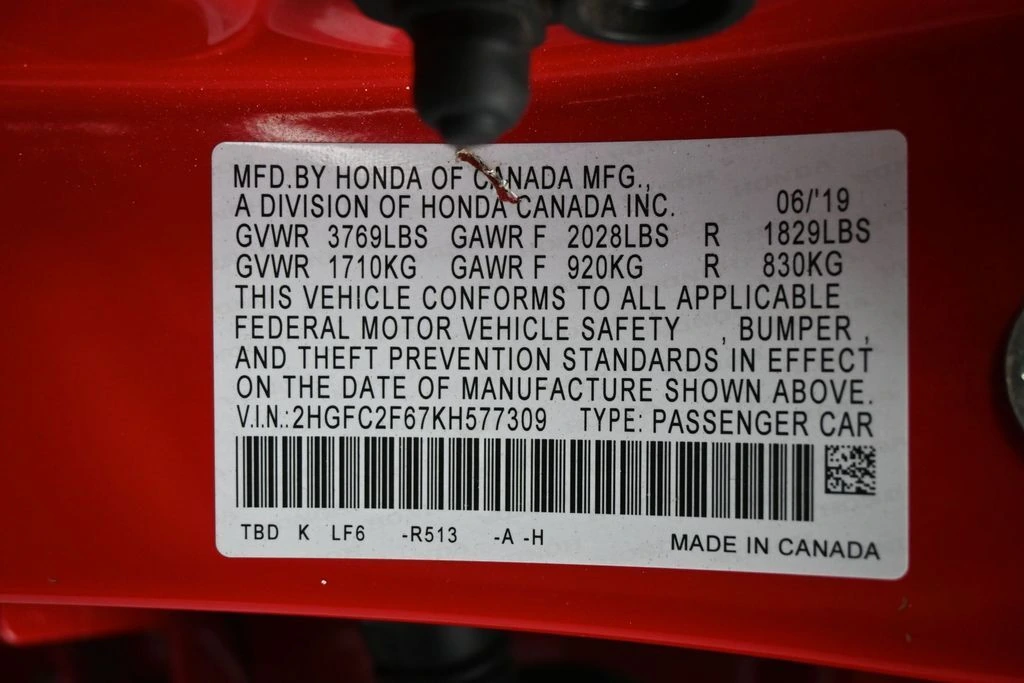 MFD.BY HONDA OF CANADA MFG.,
A DIVISION OF HONDA CANADA INC. 06/'19
GVWR 3769LBS GAWR F 2028LBS R 1829LBS
GVWR 1710KG GAWR F 920KG R 830KG
THIS VEHICLE CONFORMS TO ALL APPLICABLE
FEDERAL MOTOR VEHICLE SAFETY , BUMPER ,
AND THEFT PREVENTION STANDARDS IN EFFECT
ON THE DATE OF MANUFACTURE SHOWN ABOVE.
V.I.N.:2HGFC2F67KH577309 TYPE: PASSENGER CAR
TBD K LF6 -R513 -A -H MADE IN CANADA